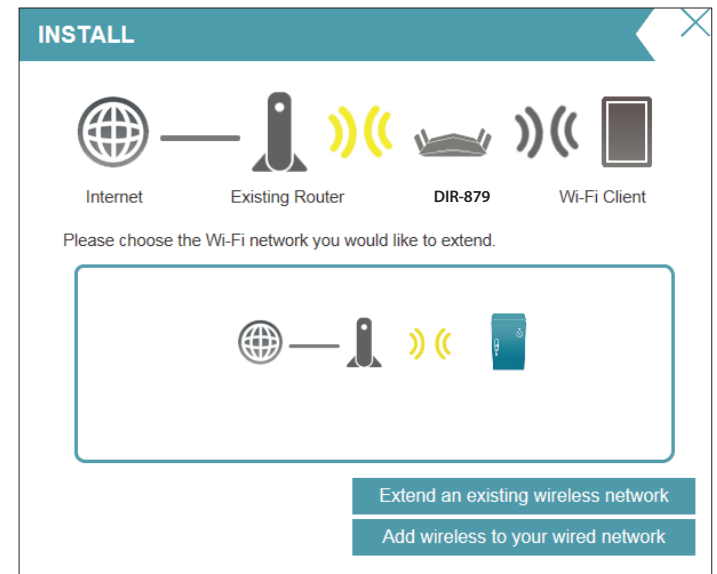 INSTALL
Internet Existing Router DIR-879 Wi-Fi Client
Please choose the Wi-Fi network you would like to extend.
Extend an existing wireless network
Add wireless to your wired network